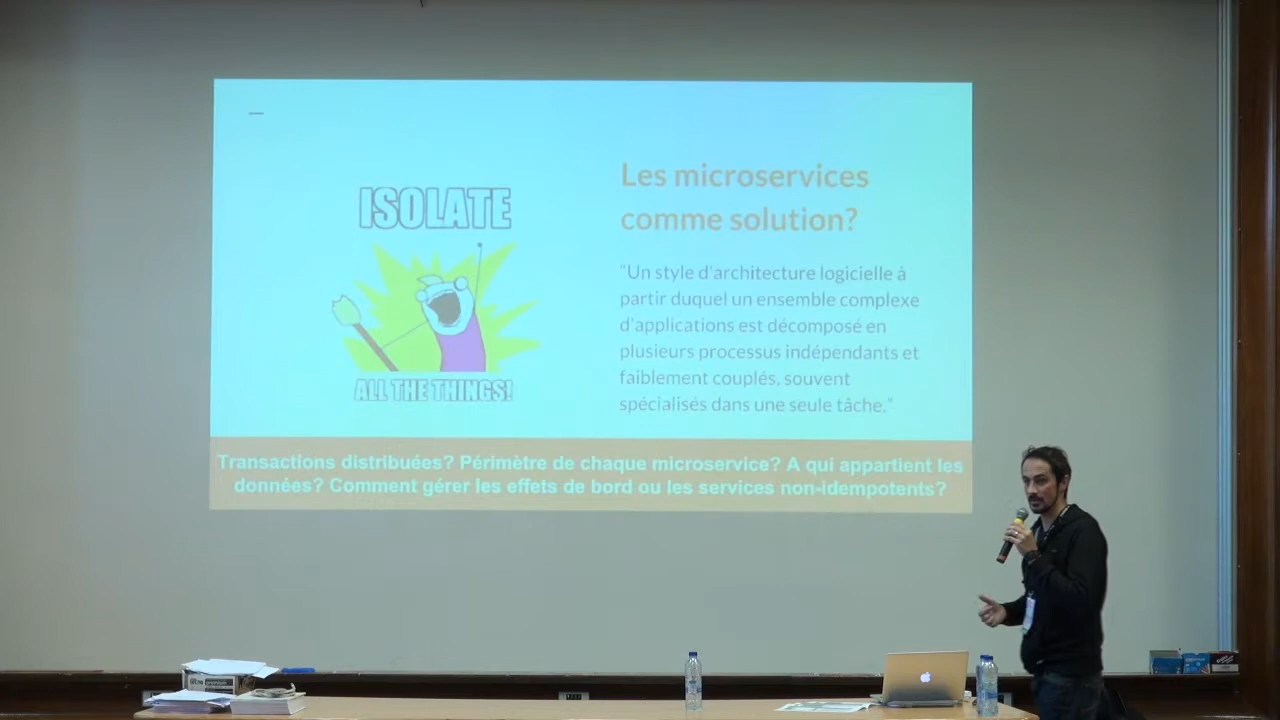 ISOLATE
ALL THE THINGS!
Les microservices
comme solution?
"Un style d'architecture logicielle à
partir duquel un ensemble complexe
d'applications est décomposé en
plusieurs processus indépendants et
faiblement couplés, souvent
spécialisés dans une seule tâche."
Transactions distribuées? Périmètre de chaque microservice? A qui appartient les
données? Comment gérer les effets de bord ou les services non-idempotents?